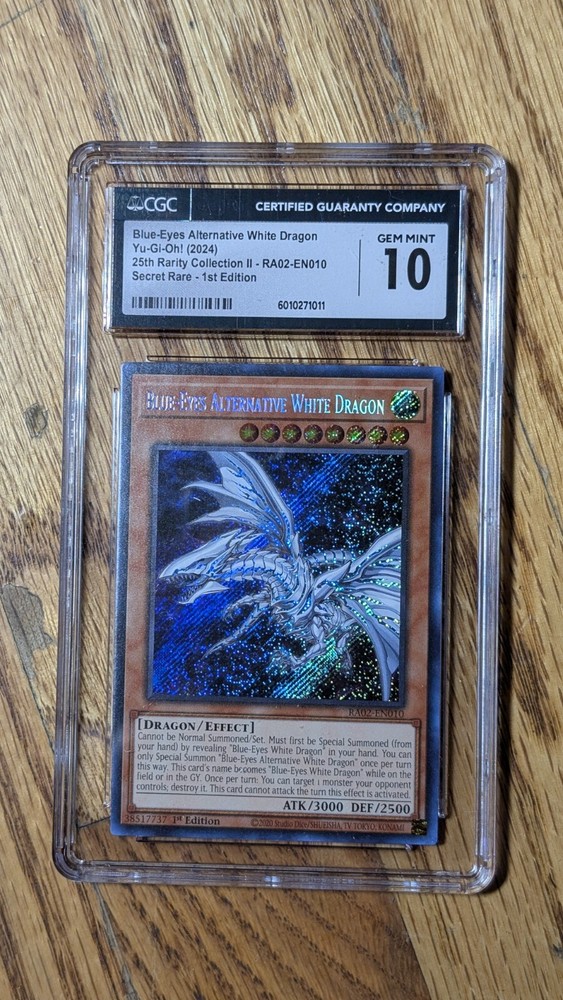 CGC
CERTIFIED GUARANTY COMPANY
Blue-Eyes Alternative White Dragon
Yu-Gi-Oh! (2024)
25th Rarity Collection II - RA02-EN010
Secret Rare - 1st Edition
6010271011
GEM MINT
10
BLUE-EYES ALTERNATIVE WHITE DRAGON
RA02-EN010
[DRAGON/EFFECT]
Cannot be Normal Summoned/Set. Must first be Special Summoned (from
your hand) by revealing "Blue-Eyes White Dragon" in your hand. You can
only Special Summon "Blue-Eyes Alternative White Dragon" once per turn
this way. This card's name becomes "Blue-Eyes White Dragon" while on the
field or in the GY. Once per turn: You can target 1 monster your opponent
controls; destroy it. This card cannot attack the turn this effect is activated.
ATK/3000 DEF/2500
38517737 1st Edition
©2020 Studio Dice/SHUEISHA, TV TOKYO, KONAMI